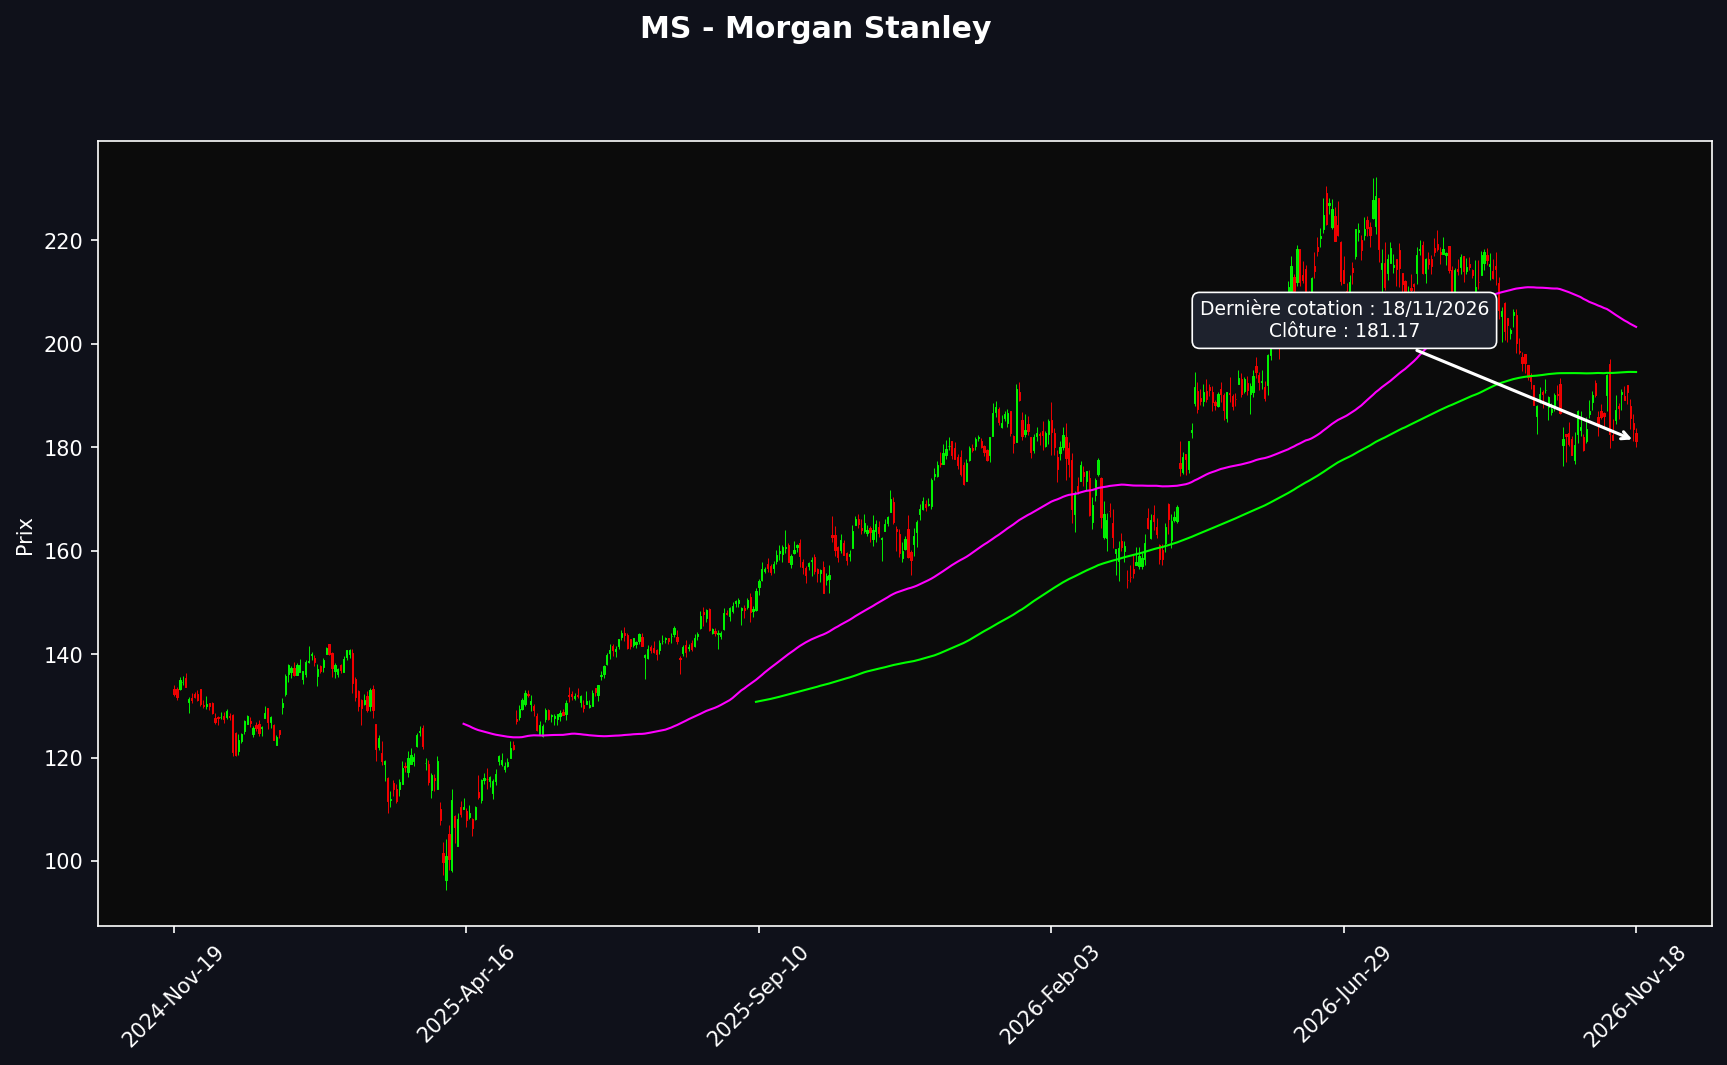 MS - Morgan Stanley
Prix
220
200
180
160
140
120
100
Dernière cotation : 18/11/2026
Clôture : 181.17
2024-Nov-19
2025-Apr-16
2025-Sep-10
2026-Feb-03
2026-Jun-29
2026-Nov-18